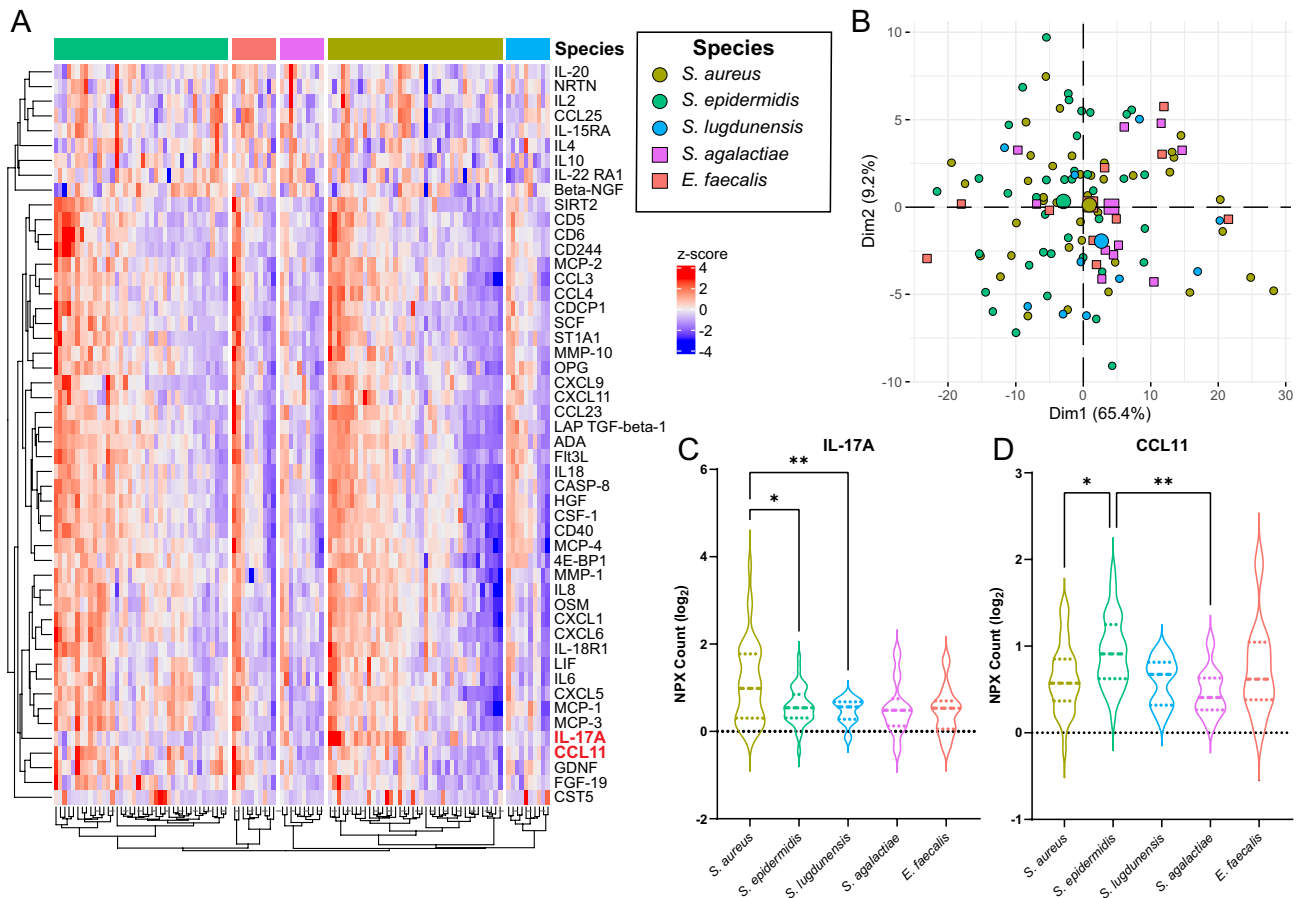 A
Species
IL-20
NRTN
IL2
CCL25
IL-15RA
IL4
IL10
IL-22 RA1
Beta-NGF
SIRT2
CD5
CD6
CD244
MCP-2
CCL3
CCL4
CDCP1
SCF
ST1A1
MMP-10
OPG
CXCL9
CXCL11
CCL23
LAP TGF-beta-1
ADA
Flt3L
IL18
CASP-8
HGF
CSF-1
CD40
MCP-4
4E-BP1
MMP-1
IL8
OSM
CXCL1
CXCL6
IL-18R1
LIF
IL6
CXCL5
MCP-1
MCP-3
IL-17A
CCL11
GDNF
FGF-19
CST5
Species
S. aureus
S. epidermidis
S. lugdunensis
S. agalactiae
E. faecalis
z-score
4
2
0
-2
-4
B
10
5
0
-5
-10
Dim2 (9.2%)
-20
-10
0
10
20
30
Dim1 (65.4%)
C
IL-17A
**
*
6
4
2
0
-2
NPX Count (log2)
S. aureus
S. epidermidis
S. lugdunensis
S. agalactiae
E. faecalis
D
CCL11
*
**
3
2
1
0
-1
NPX Count (log2)
S. aureus
S. epidermidis
S. lugdunensis
S. agalactiae
E. faecalis